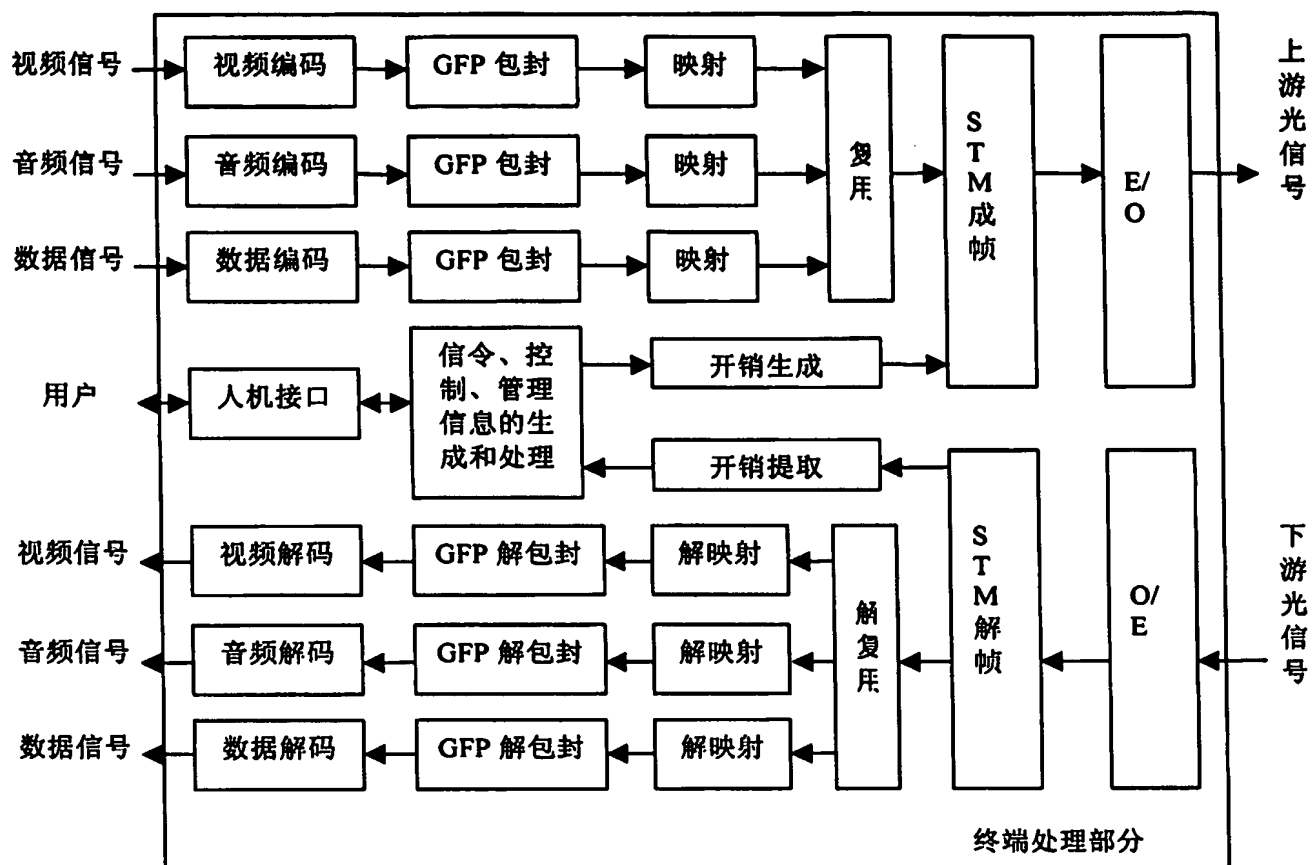 视频信号
视频编码
GFP 包封
映射
音频信号
音频编码
GFP 包封
映射
数据信号
数据编码
GFP 包封
映射
复用
STM成帧
E/
O
上游光信号
用户
人机接口
信令、控
制、管理
信息的生
成和处理
开销生成
开销提取
视频信号
视频解码
GFP 解包封
解映射
音频信号
音频解码
GFP 解包封
解映射
数据信号
数据解码
GFP 解包封
解映射
解复用
STM解帧
O/
E
下游光信号
终端处理部分